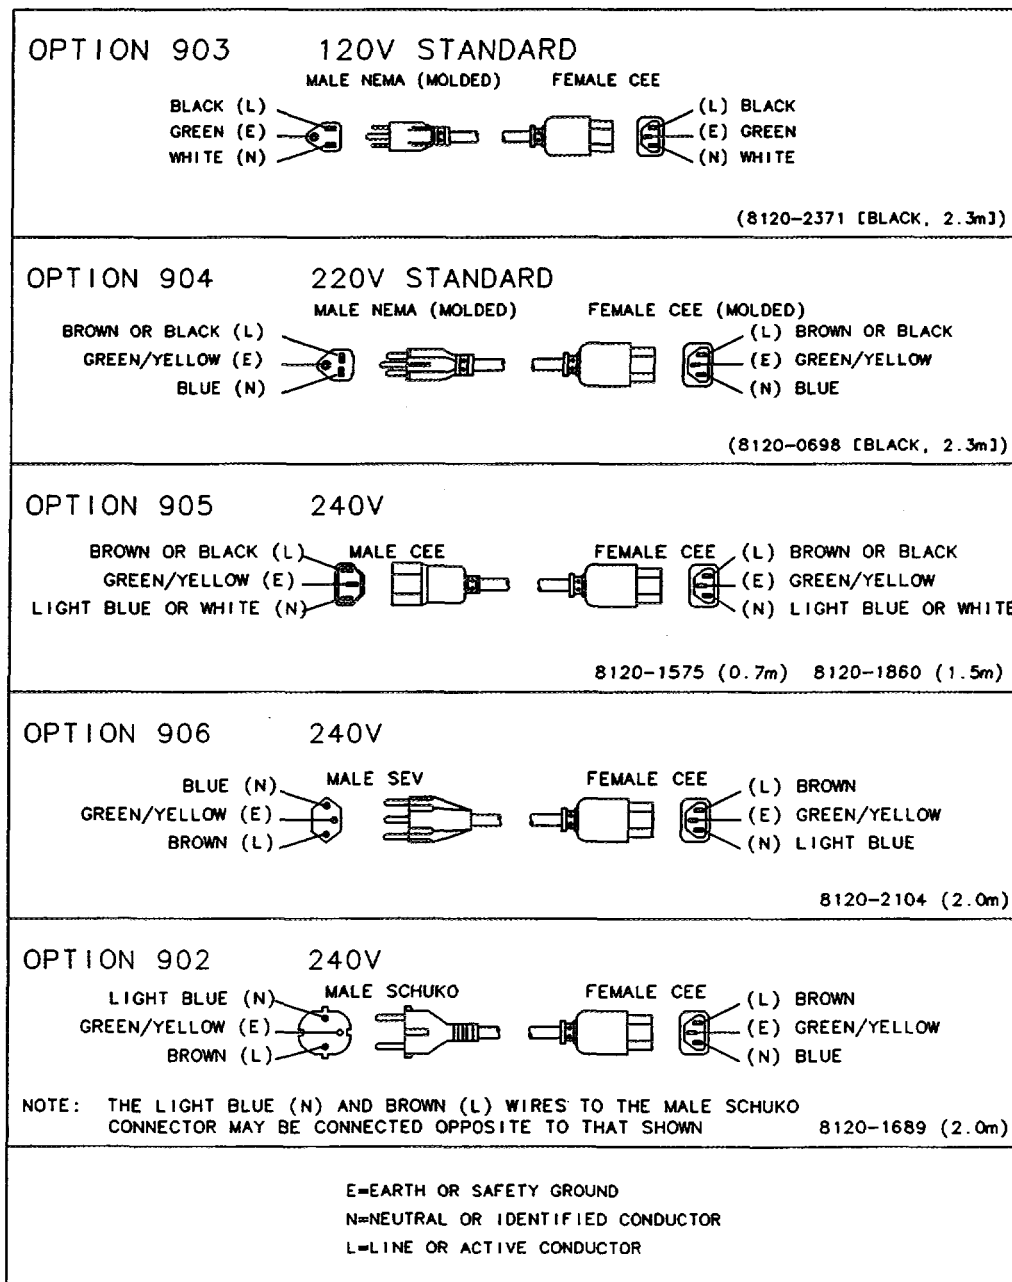 OPTION 903 120V STANDARD
MALE NEMA (MOLDED) FEMALE CEE
BLACK (L) (L) BLACK
GREEN (E) (E) GREEN
WHITE (N) (N) WHITE
(8120-2371 [BLACK, 2.3m])
OPTION 904 220V STANDARD
MALE NEMA (MOLDED) FEMALE CEE (MOLDED)
BROWN OR BLACK (L) (L) BROWN OR BLACK
GREEN/YELLOW (E) (E) GREEN/YELLOW
BLUE (N) (N) BLUE
(8120-0698 [BLACK, 2.3m])
OPTION 905 240V
BROWN OR BLACK (L) MALE CEE FEMALE CEE (L) BROWN OR BLACK
GREEN/YELLOW (E) (E) GREEN/YELLOW
LIGHT BLUE OR WHITE (N) (N) LIGHT BLUE OR WHITE
8120-1575 (0.7m) 8120-1860 (1.5m)
OPTION 906 240V
BLUE (N) MALE SEV FEMALE CEE (L) BROWN
GREEN/YELLOW (E) (E) GREEN/YELLOW
BROWN (L) (N) LIGHT BLUE
8120-2104 (2.0m)
OPTION 902 240V
LIGHT BLUE (N) MALE SCHUKO FEMALE CEE (L) BROWN
GREEN/YELLOW (E) (E) GREEN/YELLOW
BROWN (L) (N) BLUE
NOTE: THE LIGHT BLUE (N) AND BROWN (L) WIRES TO THE MALE SCHUKO
CONNECTOR MAY BE CONNECTED OPPOSITE TO THAT SHOWN 8120-1689 (2.0m)
E=EARTH OR SAFETY GROUND
N=NEUTRAL OR IDENTIFIED CONDUCTOR
L=LINE OR ACTIVE CONDUCTOR